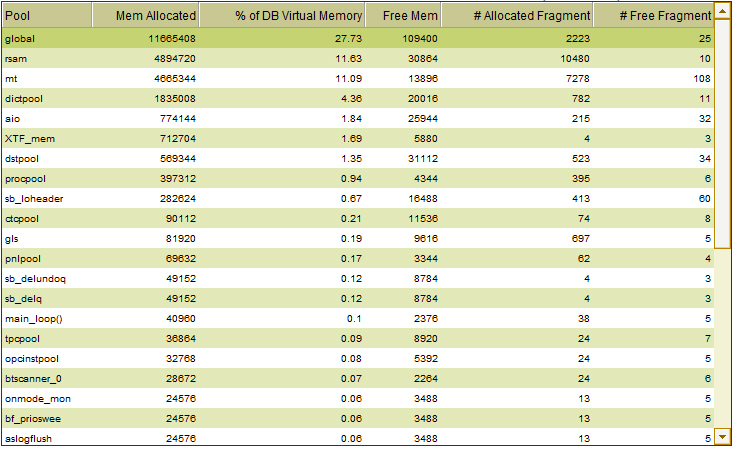 Pool Mem Allocated % of DB Virtual Memory Free Mem # Allocated Fragment # Free Fragment
global 11665408 27.73 109400 2223 25
rsam 4894720 11.63 30864 10480 10
mt 4665344 11.09 13896 7278 108
dictpool 1835008 4.36 20016 782 11
aio 774144 1.84 25944 215 32
XTF_mem 712704 1.69 5880 4 3
dstpool 569344 1.35 31112 523 34
procpool 397312 0.94 4344 395 6
sb_loheader 282624 0.67 16488 413 60
ctcpool 90112 0.21 11536 74 8
gls 81920 0.19 9616 697 5
pnlpool 69632 0.17 3344 62 4
sb_delundoq 49152 0.12 8784 4 3
sb_delq 49152 0.12 8784 4 3
main_loop() 40960 0.1 2376 38 5
tpcpool 36864 0.09 8920 24 7
opcinstpool 32768 0.08 5392 24 5
btscanner_0 28672 0.07 2264 24 6
onmode_mon 24576 0.06 3488 13 5
bf_prioswee 24576 0.06 3488 13 5
aslogflush 24576 0.06 3488 13 5